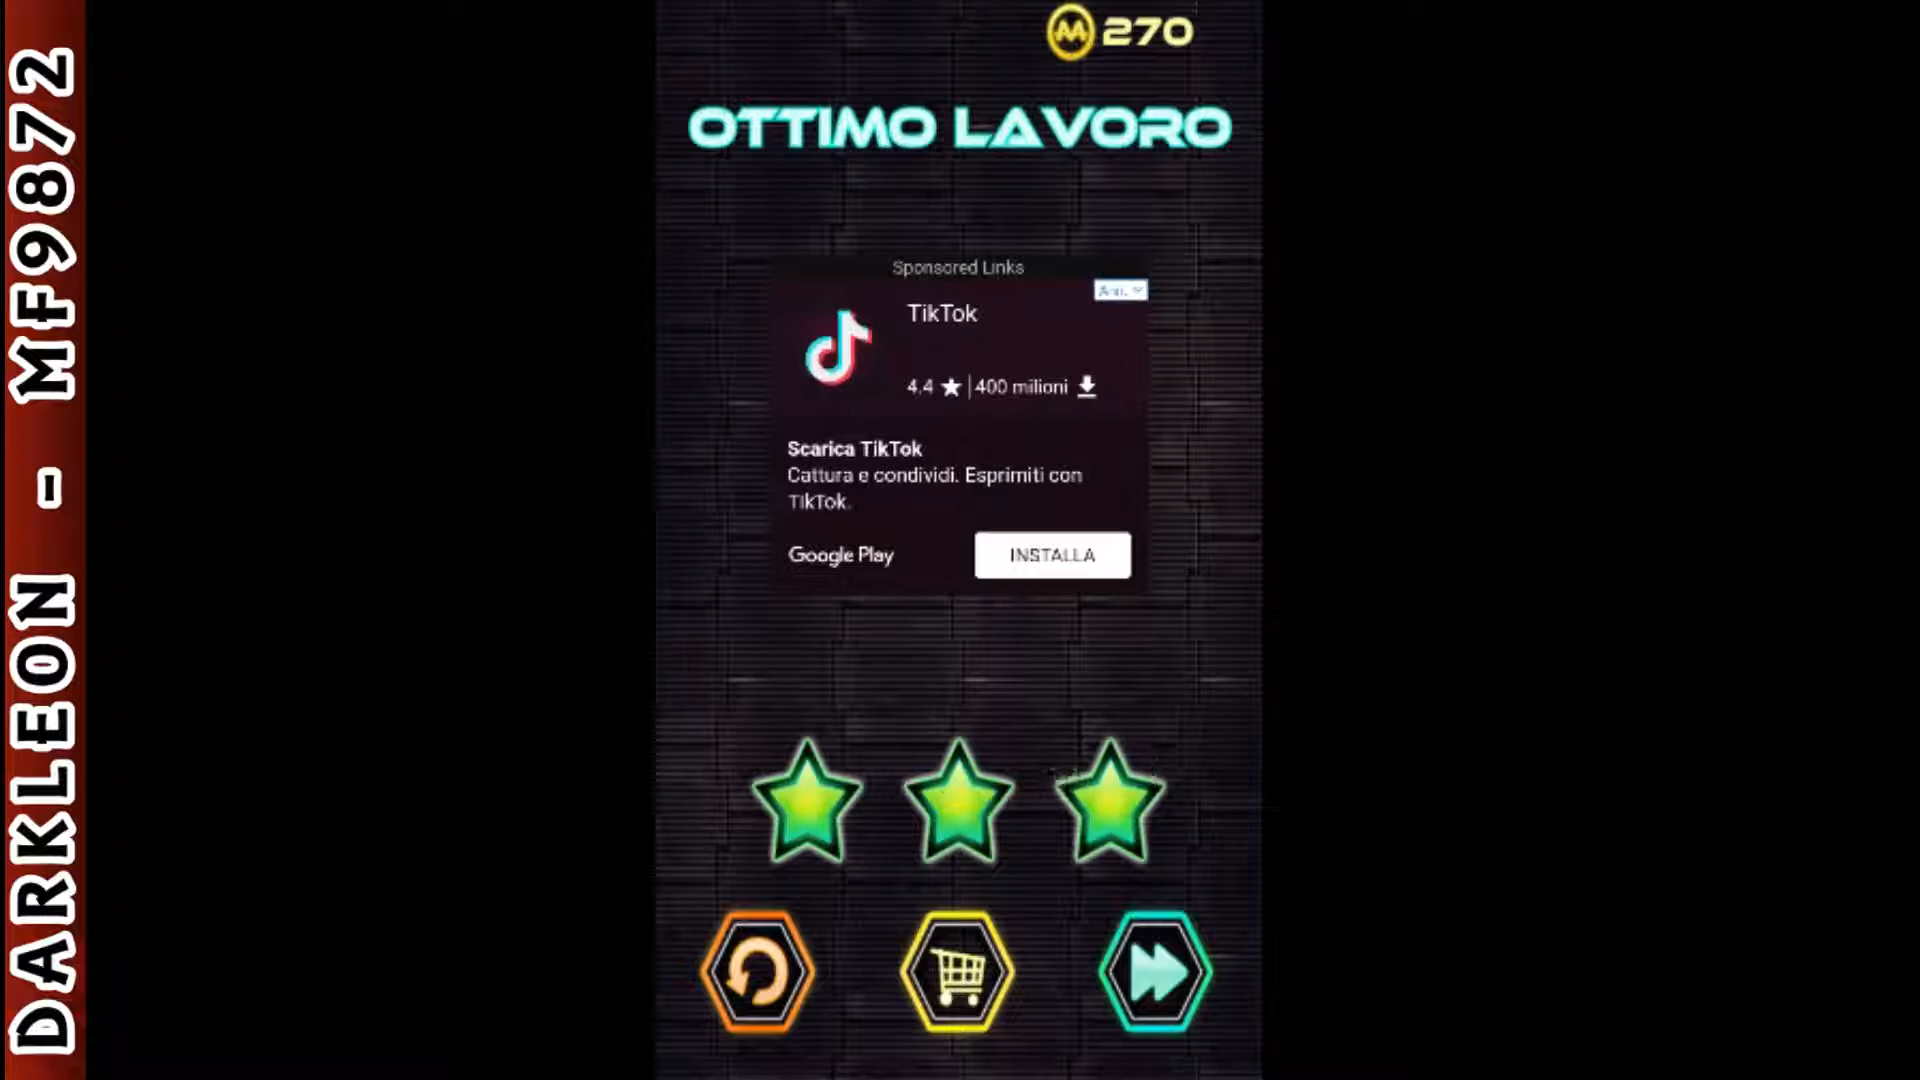 DARKLEON - MF9872
270
OTTIMO LAVORO
Sponsored Links
TikTok
4.4 ★ | 400 milioni
Scarica TikTok
Cattura e condividi. Esprimiti con
TikTok.
Google Play
INSTALLA